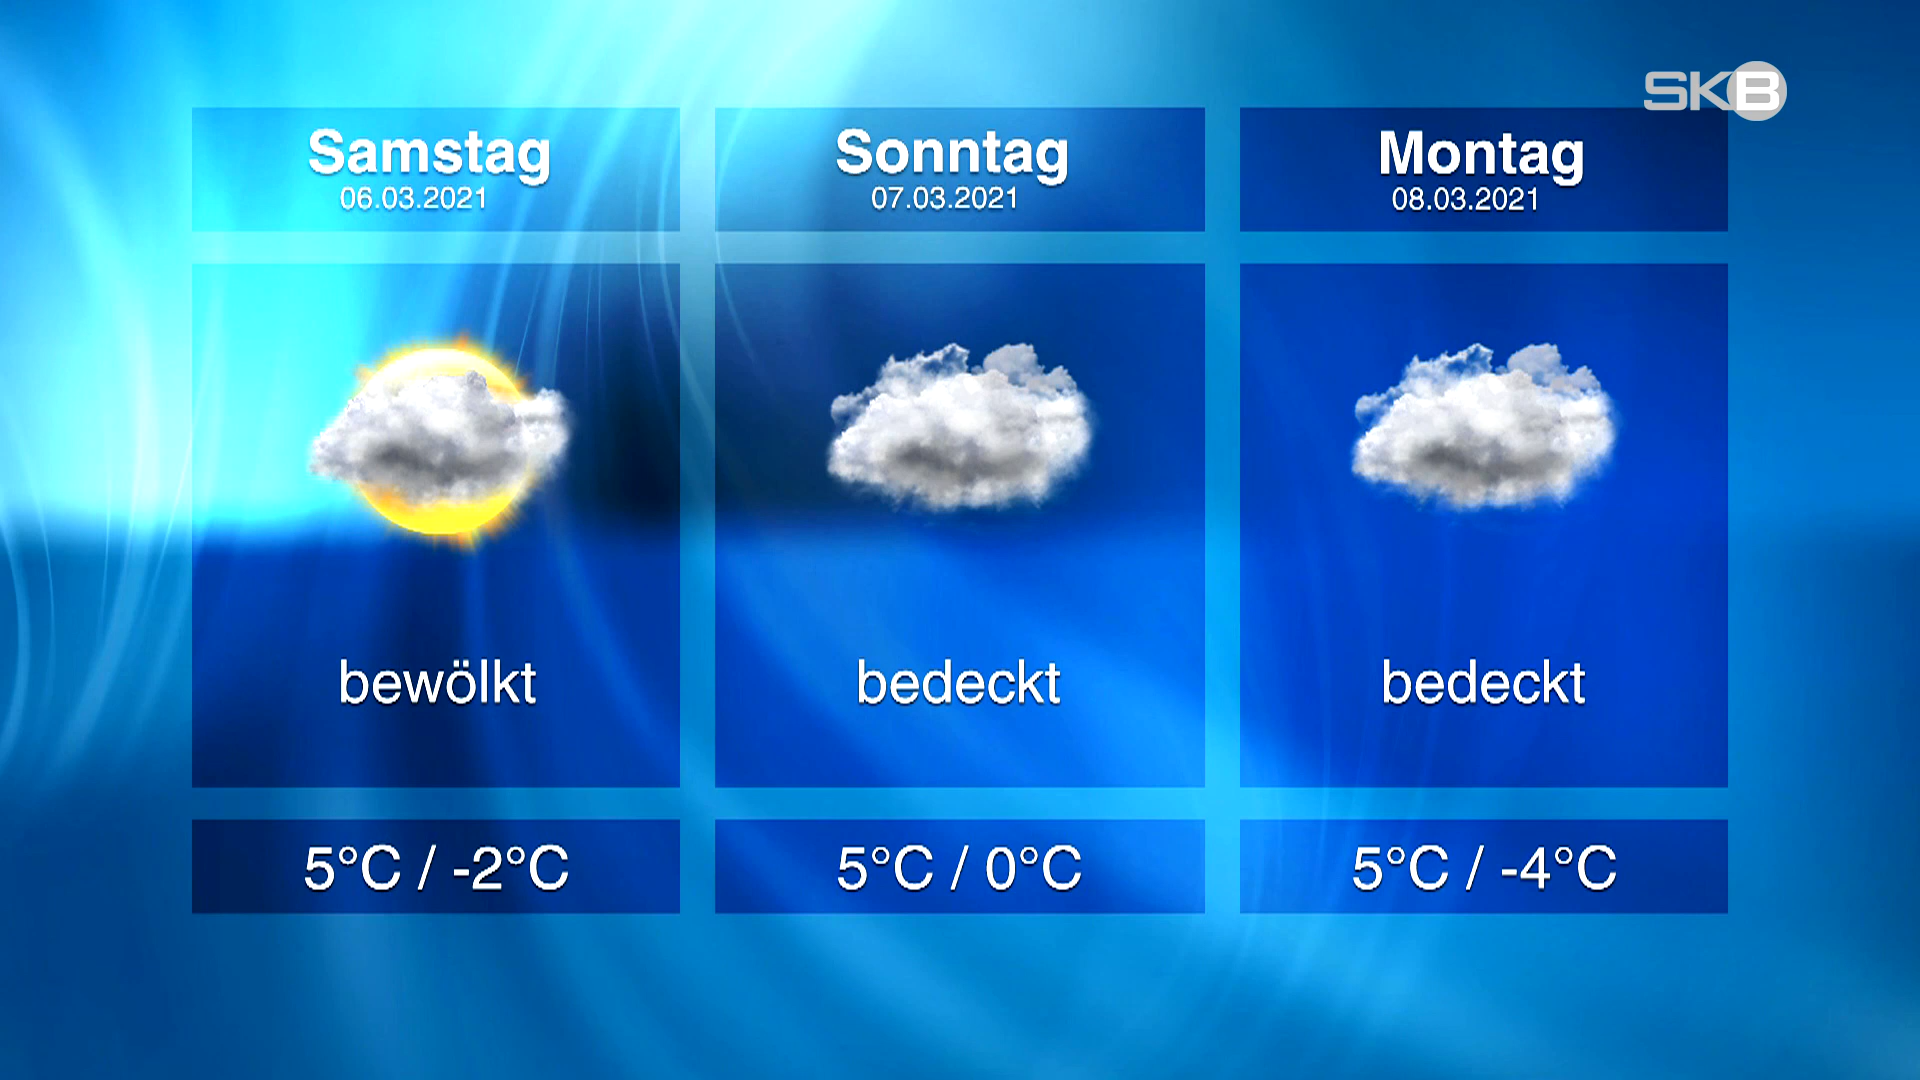 SKB
Samstag
06.03.2021
bewölkt
5°C / -2°C
Sonntag
07.03.2021
bedeckt
5°C / 0°C
Montag
08.03.2021
bedeckt
5°C / -4°C